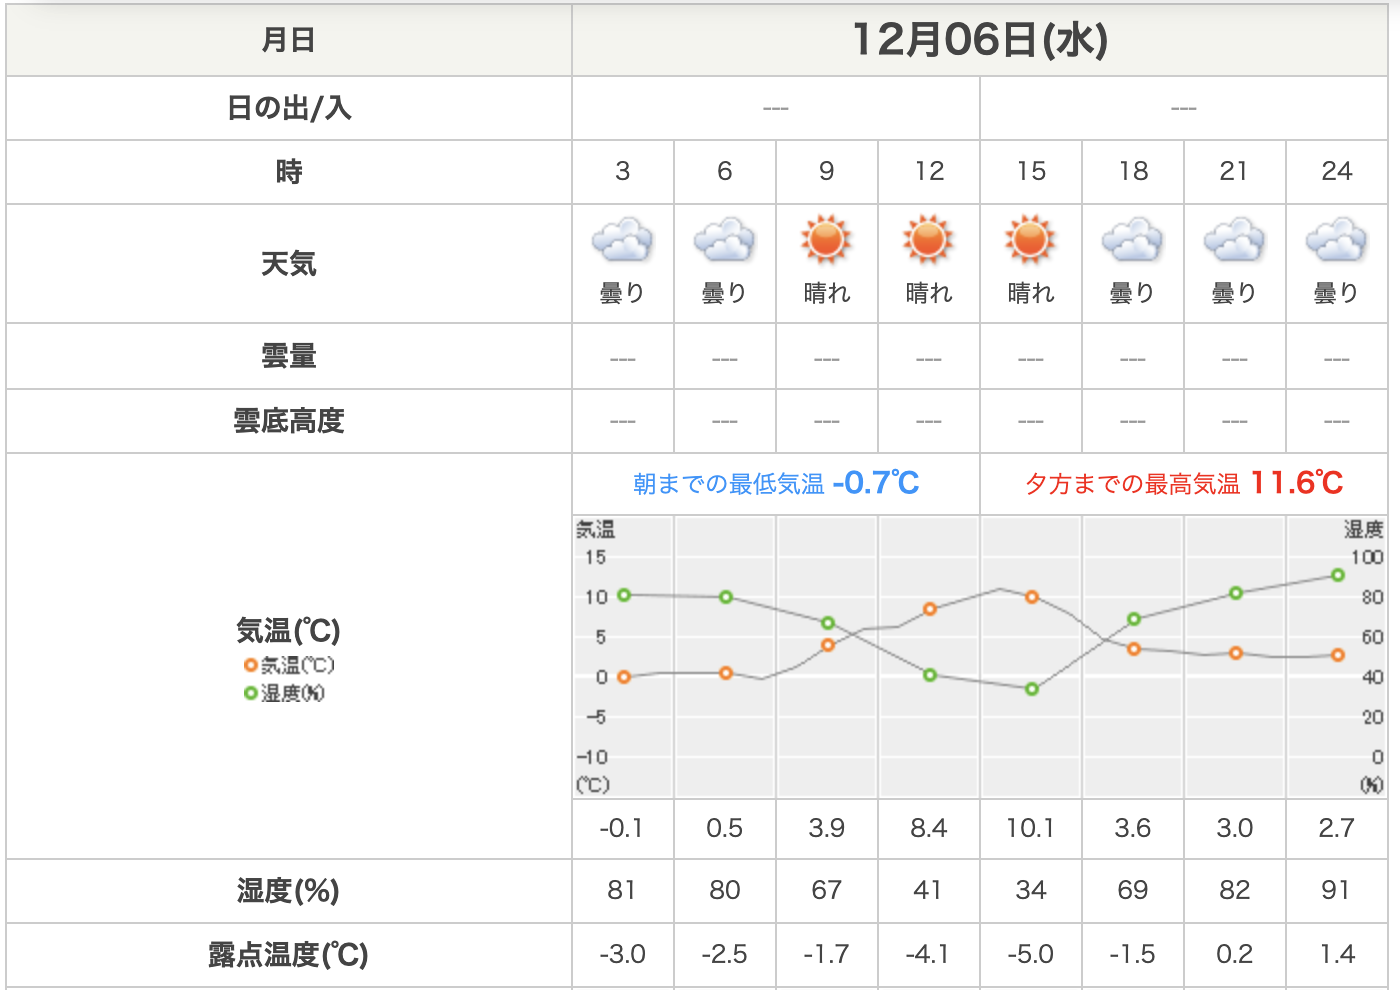 月日 12月06日(水)
日の出/入 --- ---
時 3 6 9 12 15 18 21 24
天気 曇り 曇り 晴れ 晴れ 晴れ 曇り 曇り 曇り
雲量 --- --- --- --- --- --- --- ---
雲底高度 --- --- --- --- --- --- --- ---
朝までの最低気温 -0.7℃ 夕方までの最高気温 11.6℃
気温(℃)
気温(℃)
湿度(%)
気温 湿度
15 100
10 80
5 60
0 40
-5 20
-10 0
(℃) (%)
-0.1 0.5 3.9 8.4 10.1 3.6 3.0 2.7
湿度(%) 81 80 67 41 34 69 82 91
露点温度(℃) -3.0 -2.5 -1.7 -4.1 -5.0 -1.5 0.2 1.4